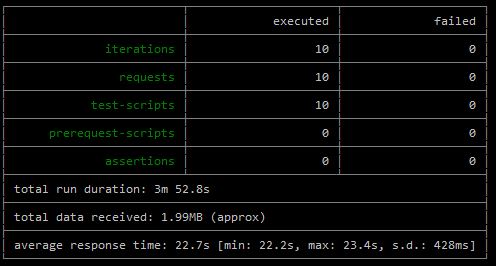 executed failed
iterations 10 0
requests 10 0
test-scripts 10 0
prerequest-scripts 0 0
assertions 0 0
total run duration: 3m 52.8s
total data received: 1.99MB (approx)
average response time: 22.7s [min: 22.2s, max: 23.4s, s.d.: 428ms]